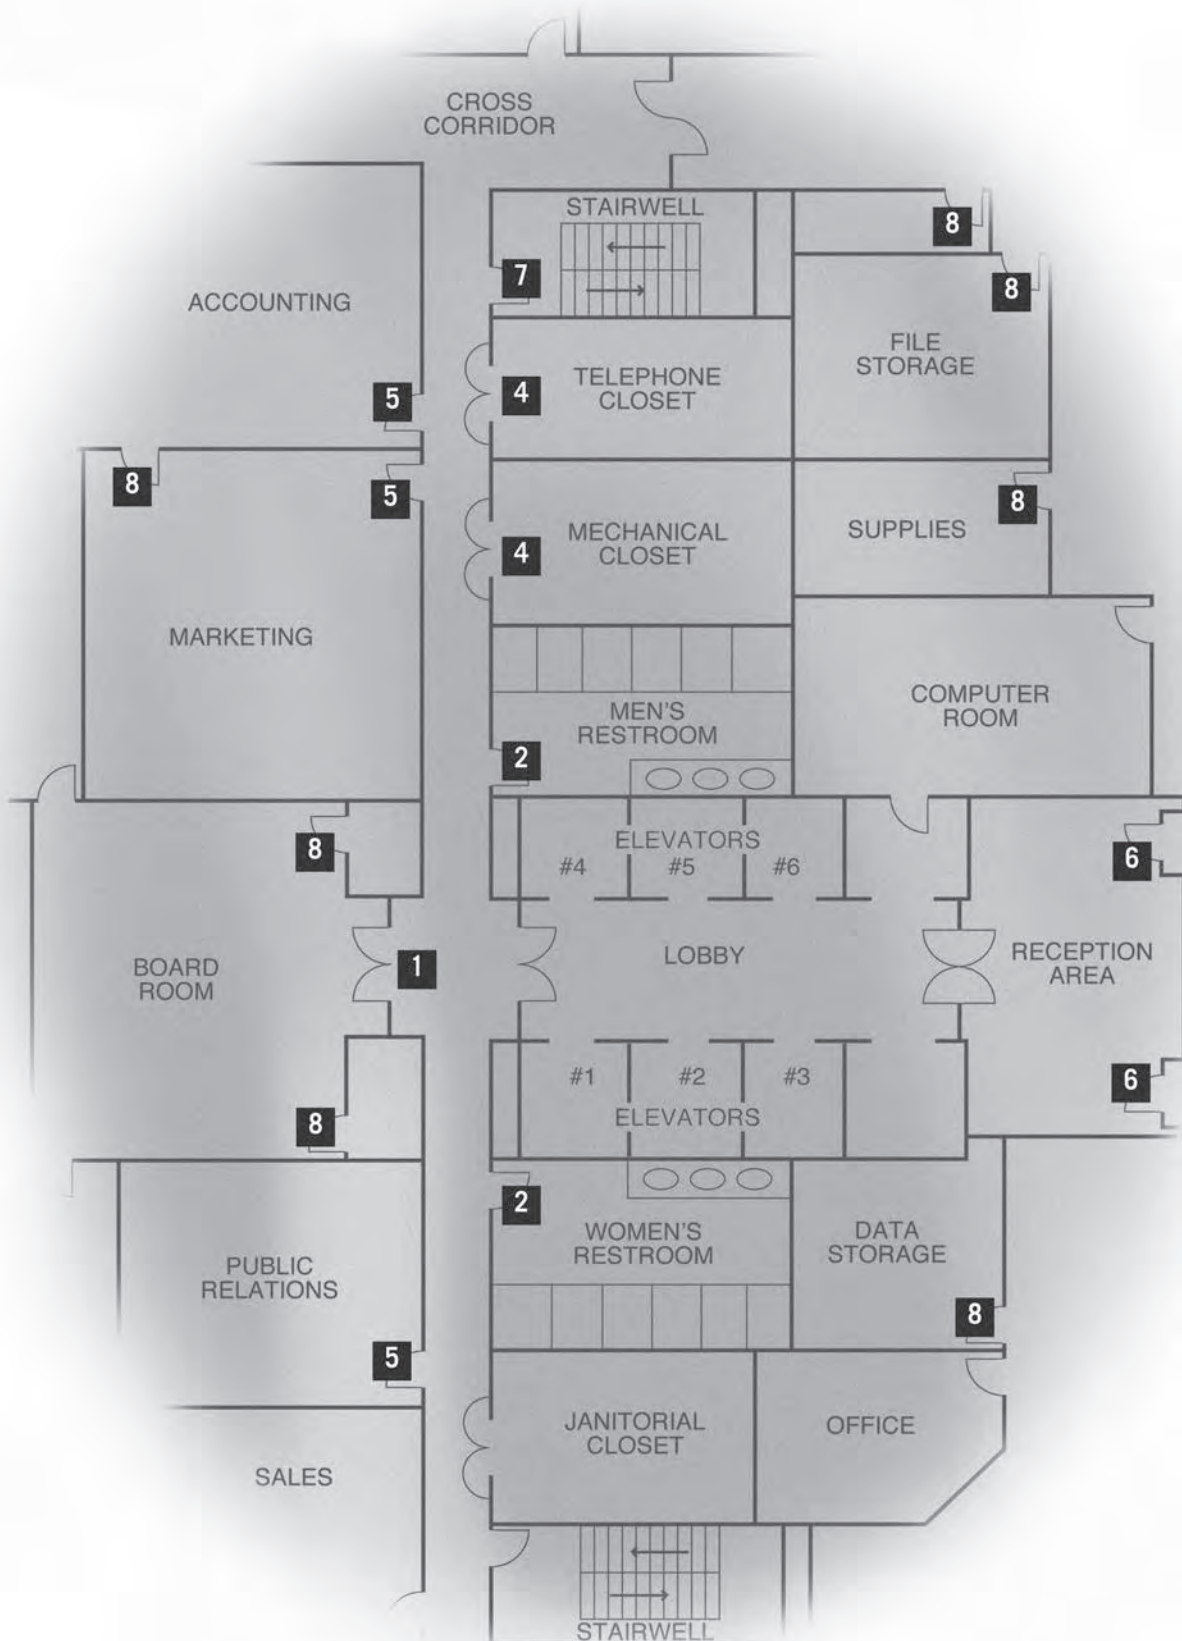 CROSS
CORRIDOR
STAIRWELL
8
7
8
ACCOUNTING
FILE
STORAGE
TELEPHONE
CLOSET
4
5
8
5
8
MECHANICAL
CLOSET
4
SUPPLIES
MARKETING
COMPUTER
ROOM
MEN'S
RESTROOM
2
ELEVATORS
#4
#5
#6
8
6
BOARD
ROOM
1
LOBBY
RECEPTION
AREA
#1
#2
#3
ELEVATORS
6
8
2
WOMEN'S
RESTROOM
DATA
STORAGE
PUBLIC
RELATIONS
8
5
JANITORIAL
CLOSET
OFFICE
SALES
STAIRWELL